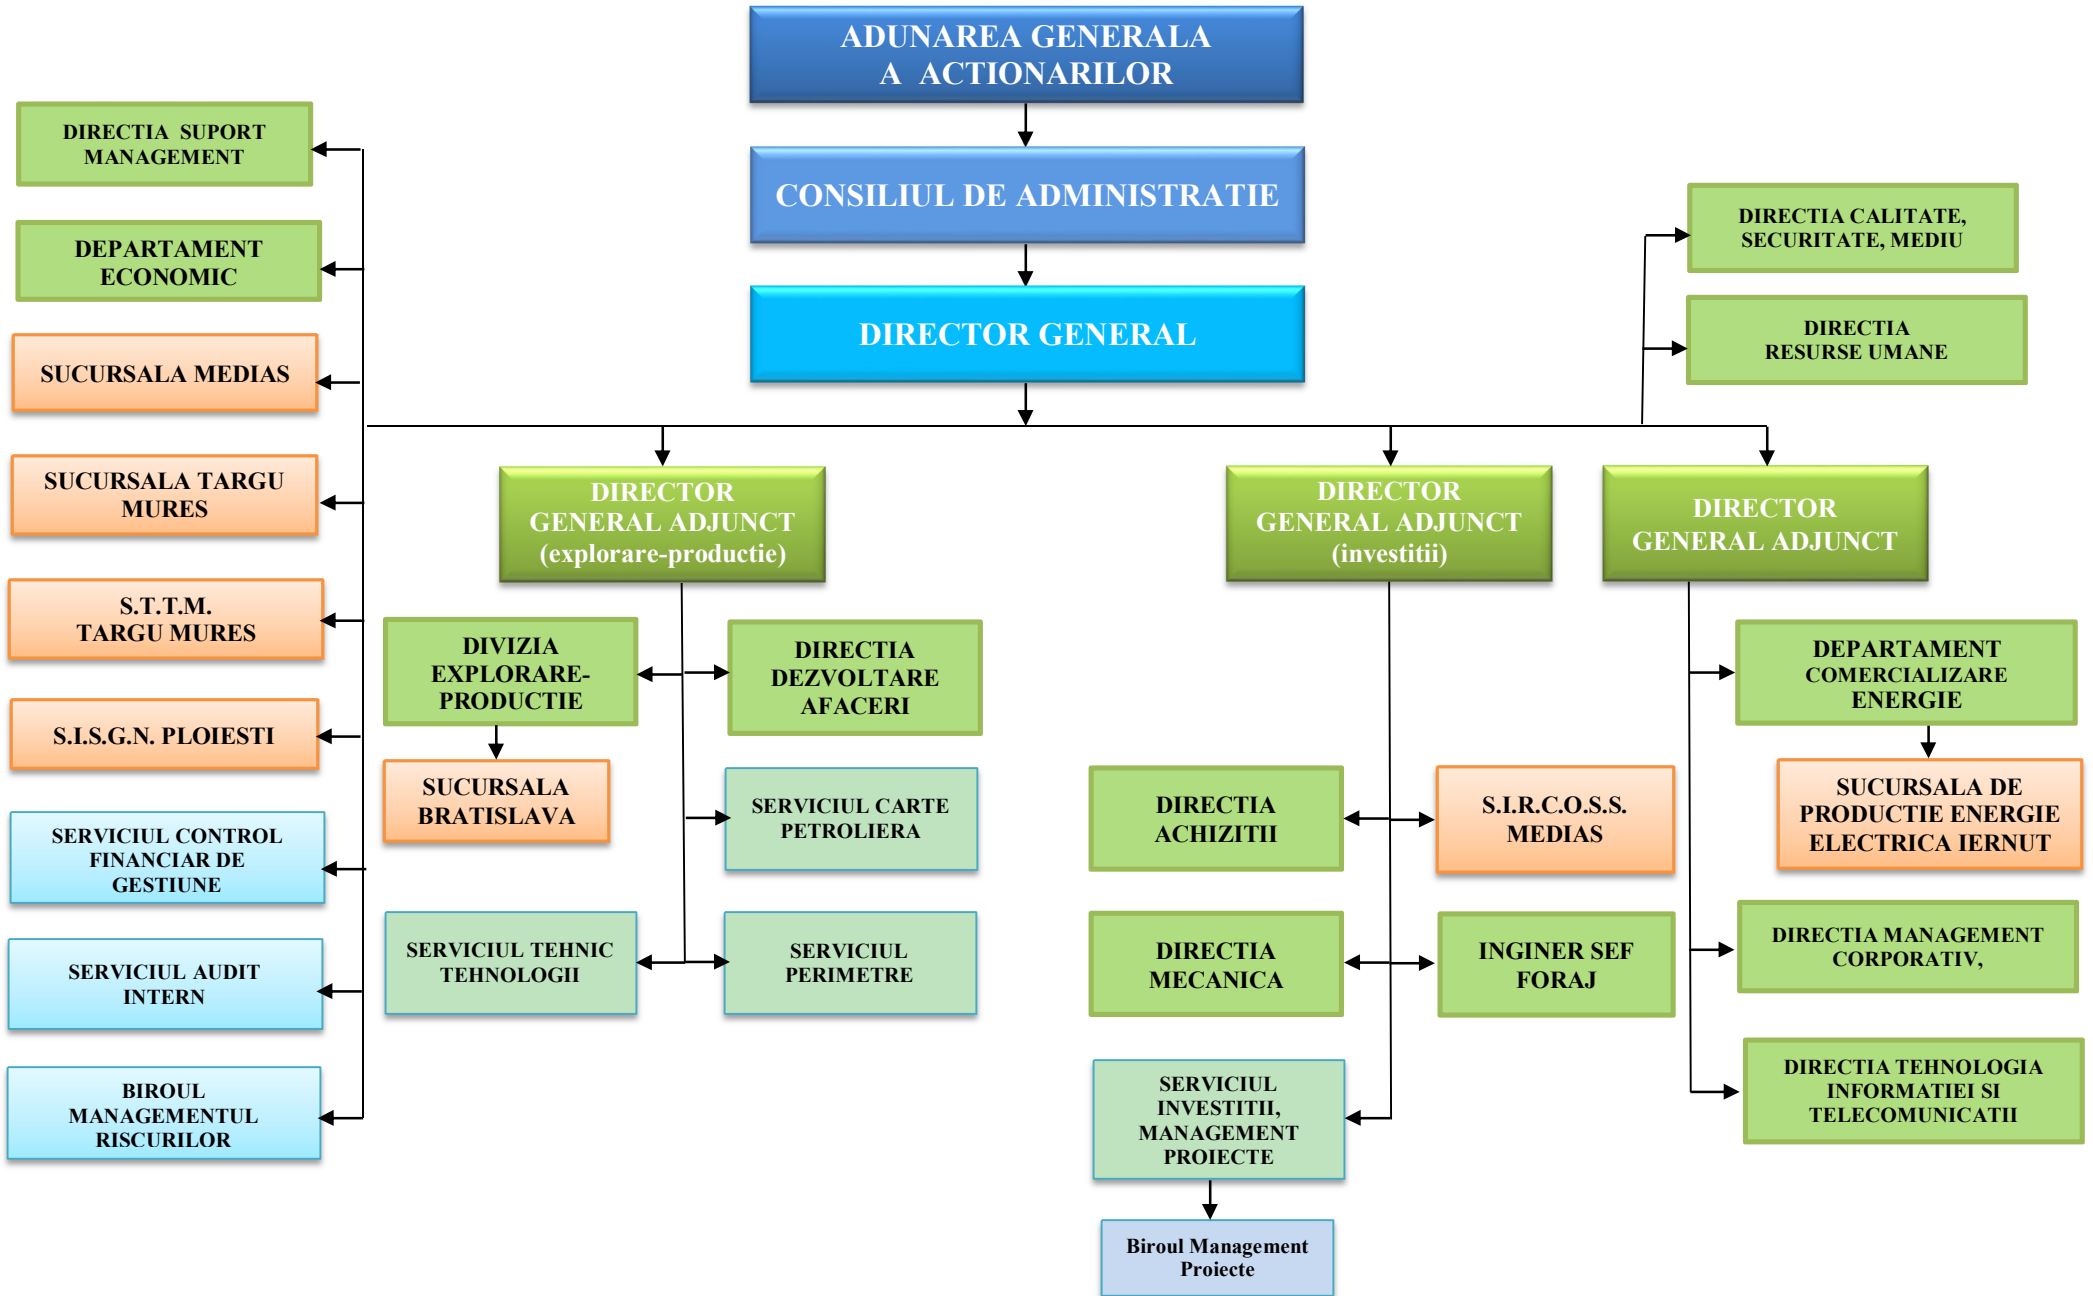 ADUNAREA GENERALA
A ACTIONARILOR
CONSILIUL DE ADMINISTRATIE
DIRECTOR GENERAL
DIRECTIA SUPORT
MANAGEMENT
DEPARTAMENT
ECONOMIC
SUCURSALA MEDIAS
SUCURSALA TARGU
MURES
S.T.T.M.
TARGU MURES
S.I.S.G.N. PLOIESTI
SERVICIUL CONTROL
FINANCIAR DE
GESTIUNE
SERVICIUL AUDIT
INTERN
BIROUL
MANAGEMENTUL
RISCURILOR
DIRECTIA CALITATE,
SECURITATE, MEDIU
DIRECTIA
RESURSE UMANE
DIRECTOR
GENERAL ADJUNCT
(explorare-productie)
DIVIZIA
EXPLORARE-
PRODUCTIE
SUCURSALA
BRATISLAVA
DIRECTIA
DEZVOLTARE
AFACERI
SERVICIUL CARTE
PETROLIERA
SERVICIUL TEHNIC
TEHNOLOGII
SERVICIUL
PERIMETRE
DIRECTOR
GENERAL ADJUNCT
(investitii)
DIRECTIA
ACHIZITII
S.I.R.C.O.S.S.
MEDIAS
DIRECTIA
MECANICA
INGINER SEF
FORAJ
SERVICIUL
INVESTITII,
MANAGEMENT
PROIECTE
Biroul Management
Proiecte
DIRECTOR
GENERAL ADJUNCT
DEPARTAMENT
COMERCIALIZARE
ENERGIE
SUCURSALA DE
PRODUCTIE ENERGIE
ELECTRICA IERNUT
DIRECTIA MANAGEMENT
CORPORATIV,
DIRECTIA TEHNOLOGIA
INFORMATIEI SI
TELECOMUNICATII